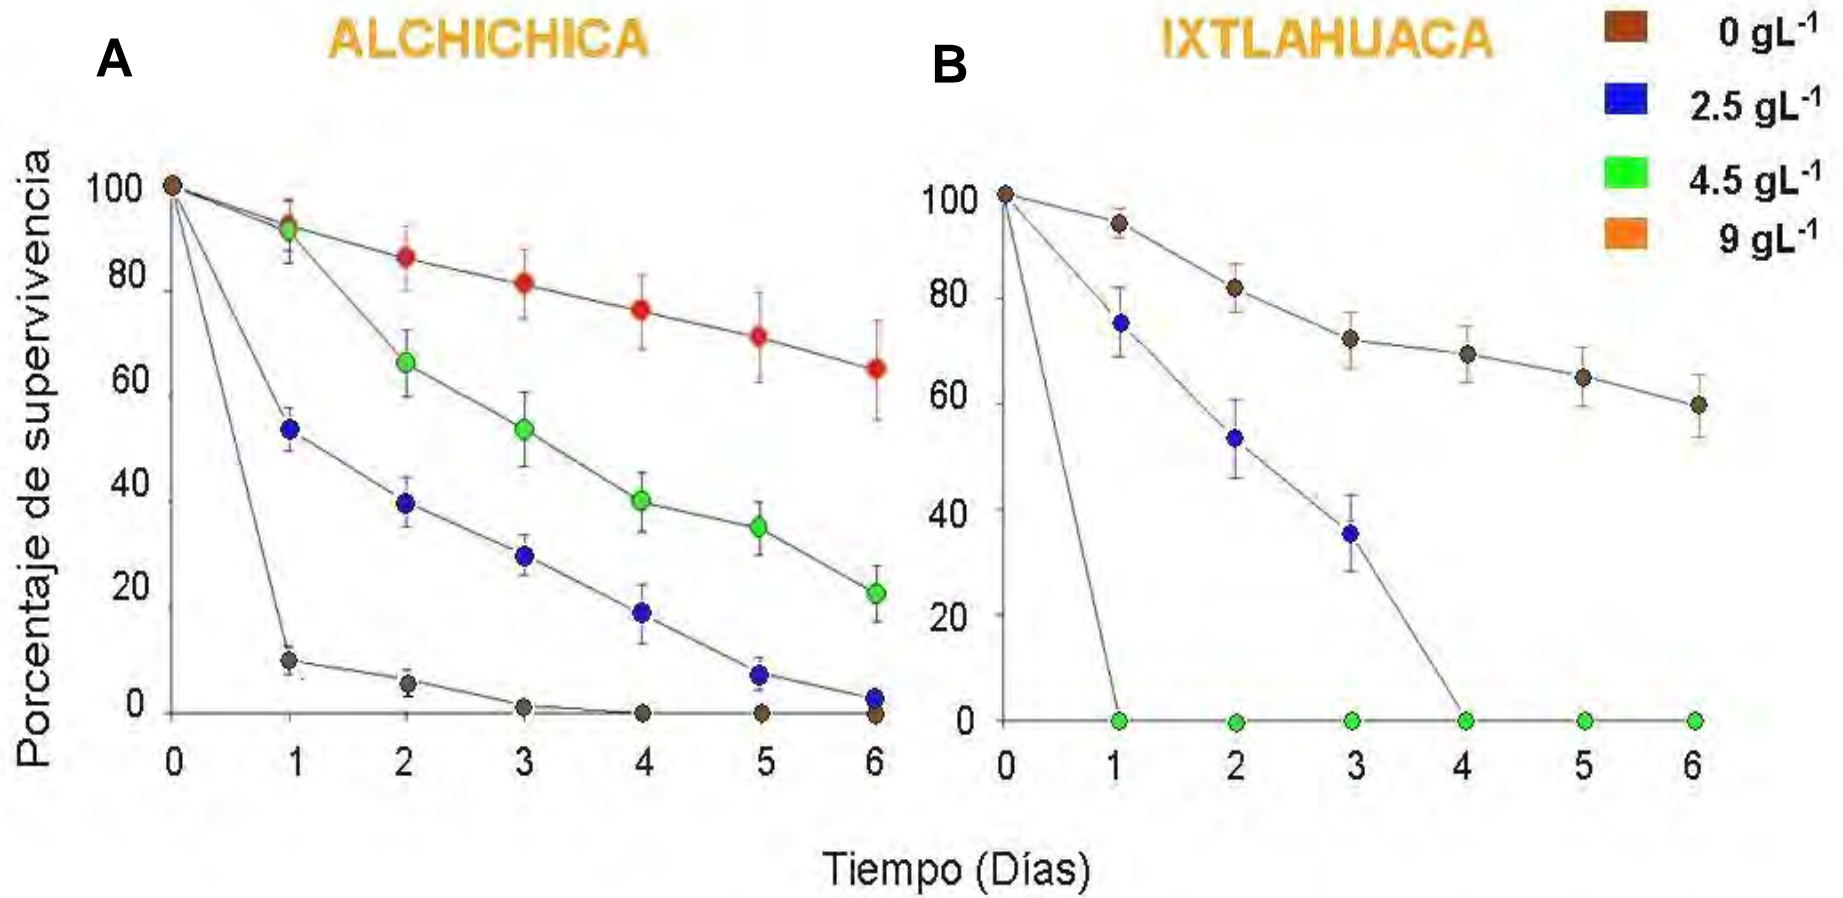 A
ALCHICHICA
B
IXTLAHUACA
0 gL⁻¹
2.5 gL⁻¹
4.5 gL⁻¹
9 gL⁻¹
Porcentaje de supervivencia
100
80
60
40
20
0
0 1 2 3 4 5 6
100
80
60
40
20
0
0 1 2 3 4 5 6
Tiempo (Días)